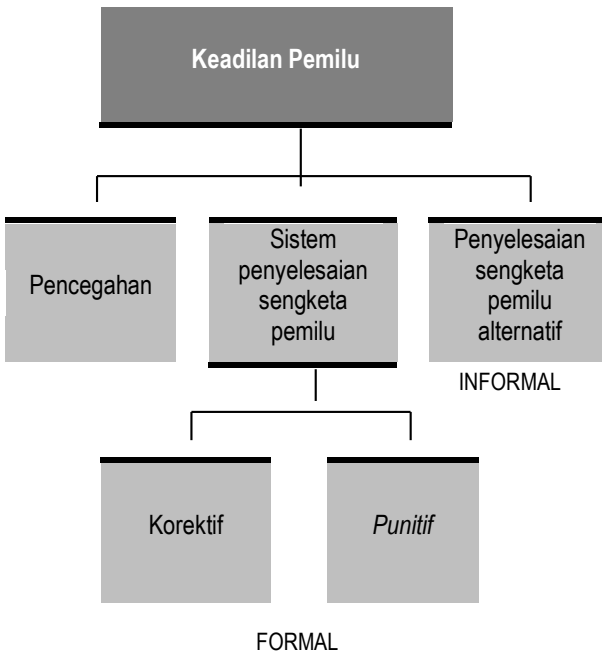 Keadilan Pemilu
Pencegahan
Sistem
penyelesaian
sengketa
pemilu
Penyelesaian
sengketa
pemilu
alternatif
INFORMAL
Korektif
Punitif
FORMAL